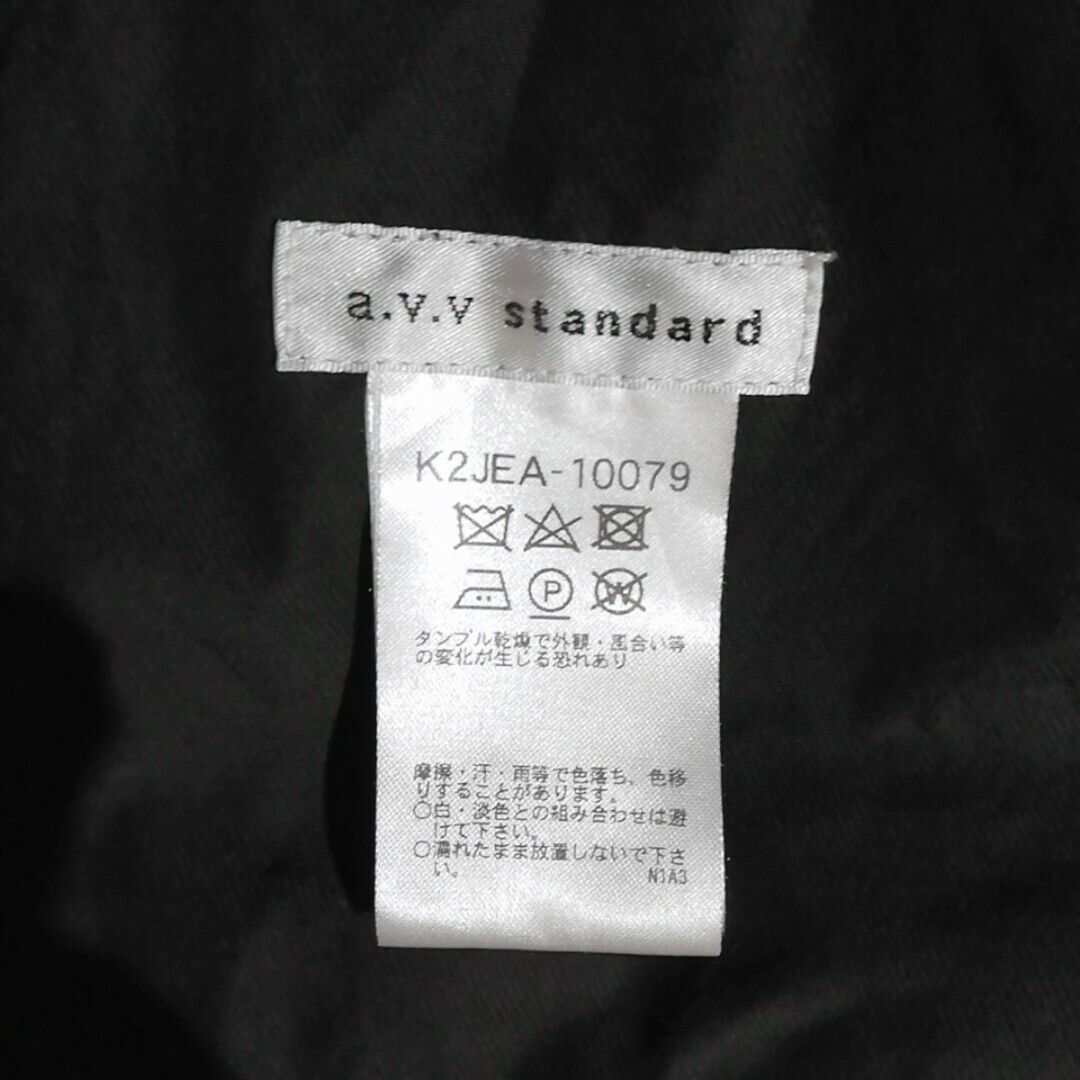 a.v.v standard
K2JEA-10079
P
W
タンブル乾燥で外観・風合い等
の変化が生じる恐れあり
摩擦・汗・雨等で色落ち、色移
りすることがあります。
○白・淡色との組み合わせは避
けて下さい。
○濡れたまま放置しないで下さ
い。
N1A3